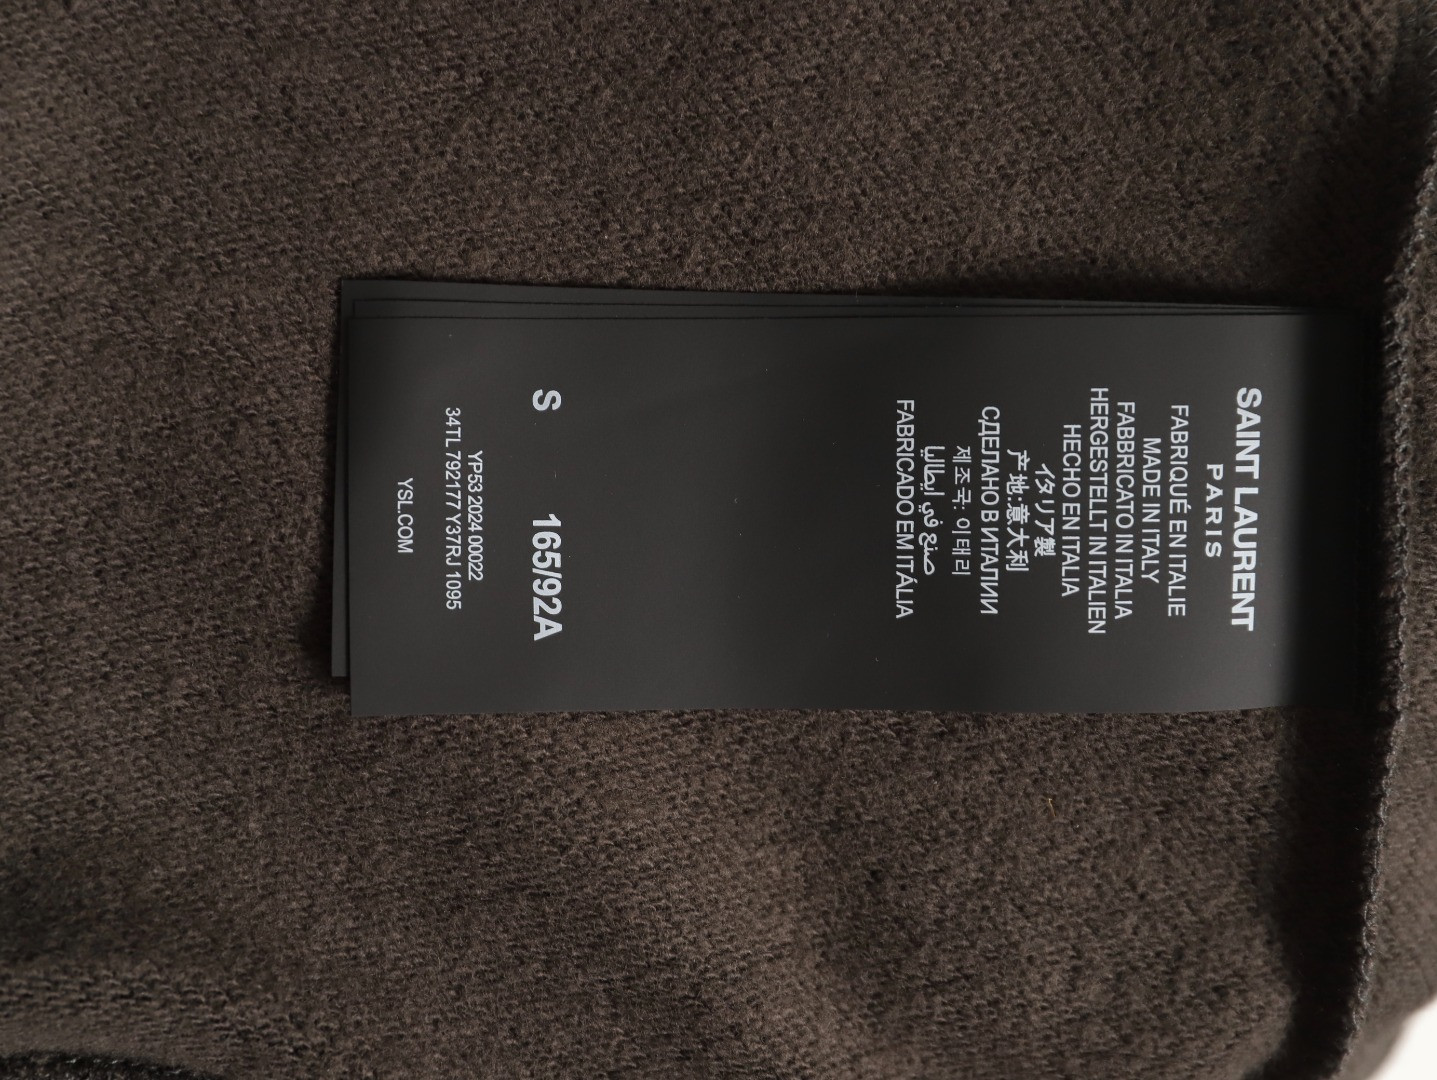 SAINT LAURENT
PARIS
FABRIQUÉ EN ITALIE
MADE IN ITALY
FABBRICATO IN ITALIA
HERGESTELLT IN ITALIEN
HECHO EN ITALIA
イタリア製
产地:意大利
СДЕЛАНО В ИТАЛИИ
제조국: 이태리
صنع في ايطاليا
FABRICADO EM ITÁLIA
S 165/92A
YP53 2024 00022
34TL 792177 Y37RJ 1095
YSL.COM